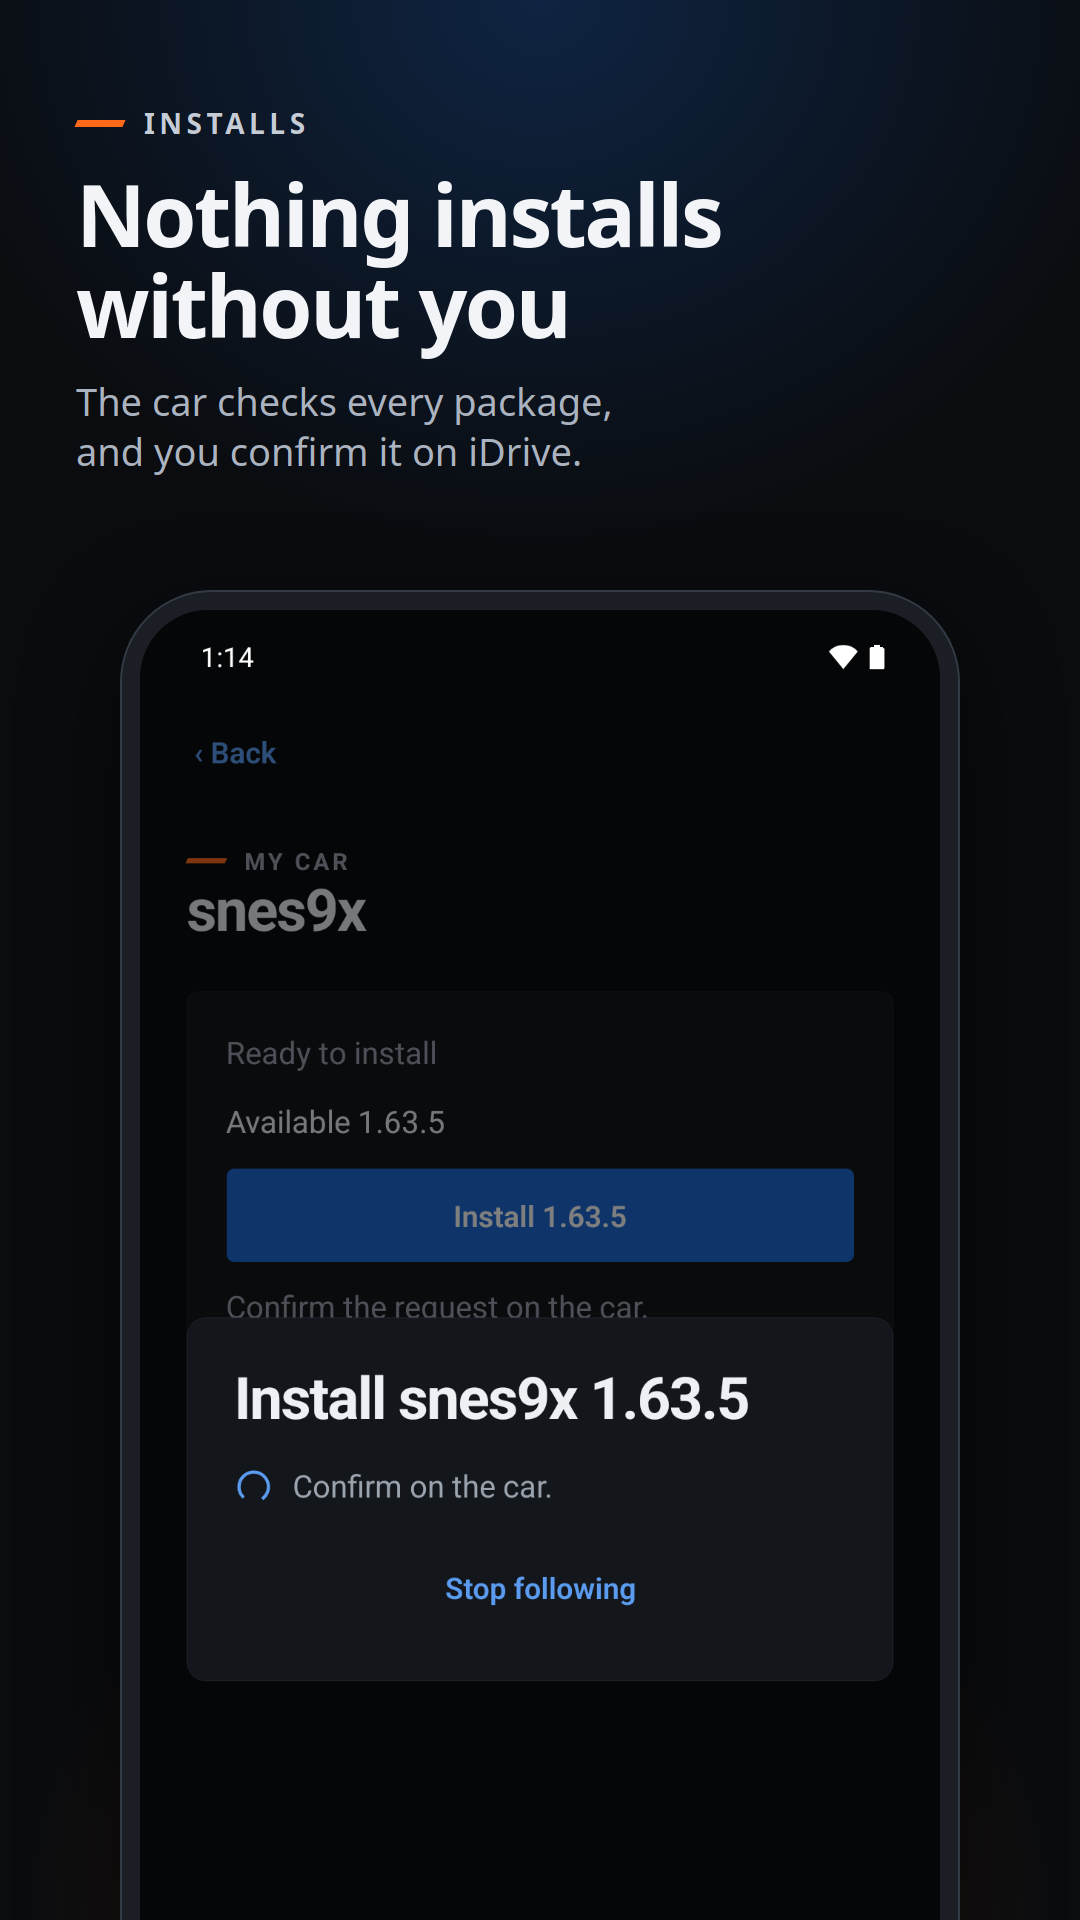 INSTALLS
Nothing installs
without you
The car checks every package,
and you confirm it on iDrive.
1:14
‹ Back
MY CAR
snes9x
Ready to install
Available 1.63.5
Install 1.63.5
Confirm the request on the car.
Install snes9x 1.63.5
Confirm on the car.
Stop following